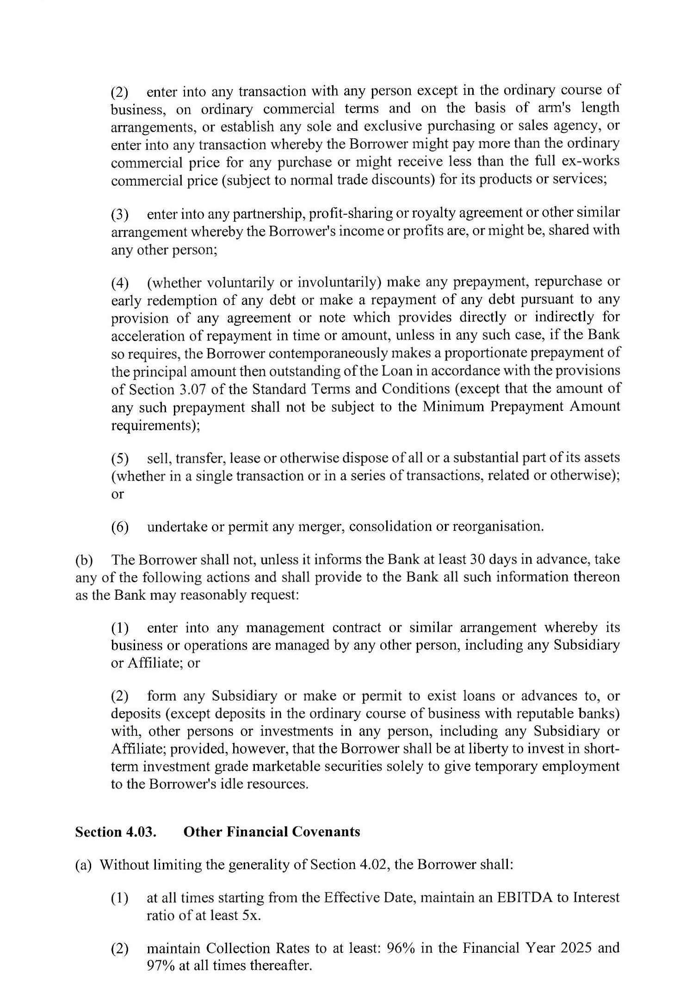 (2) enter into any transaction with any person except in the ordinary course of
business, on ordinary commercial terms and on the basis of arm's length
arrangements, or establish any sole and exclusive purchasing or sales agency, or
enter into any transaction whereby the Borrower might pay more than the ordinary
commercial price for any purchase or might receive less than the full ex-works
commercial price (subject to normal trade discounts) for its products or services;
(3) enter into any partnership, profit-sharing or royalty agreement or other similar
arrangement whereby the Borrower's income or profits are, or might be, shared with
any other person;
(4) (whether voluntarily or involuntarily) make any prepayment, repurchase or
early redemption of any debt or make a repayment of any debt pursuant to any
provision of any agreement or note which provides directly or indirectly for
acceleration of repayment in time or amount, unless in any such case, if the Bank
so requires, the Borrower contemporaneously makes a proportionate prepayment of
the principal amount then outstanding of the Loan in accordance with the provisions
of Section 3.07 of the Standard Terms and Conditions (except that the amount of
any such prepayment shall not be subject to the Minimum Prepayment Amount
requirements);
(5) sell, transfer, lease or otherwise dispose of all or a substantial part of its assets
(whether in a single transaction or in a series of transactions, related or otherwise);
or
(6) undertake or permit any merger, consolidation or reorganisation.
(b) The Borrower shall not, unless it informs the Bank at least 30 days in advance, take
any of the following actions and shall provide to the Bank all such information thereon
as the Bank may reasonably request:
(1) enter into any management contract or similar arrangement whereby its
business or operations are managed by any other person, including any Subsidiary
or Affiliate; or
(2) form any Subsidiary or make or permit to exist loans or advances to, or
deposits (except deposits in the ordinary course of business with reputable banks)
with, other persons or investments in any person, including any Subsidiary or
Affiliate; provided, however, that the Borrower shall be at liberty to invest in short-
term investment grade marketable securities solely to give temporary employment
to the Borrower's idle resources.
Section 4.03. Other Financial Covenants
(a) Without limiting the generality of Section 4.02, the Borrower shall:
(1) at all times starting from the Effective Date, maintain an EBITDA to Interest
ratio of at least 5x.
(2) maintain Collection Rates to at least: 96% in the Financial Year 2025 and
97% at all times thereafter.